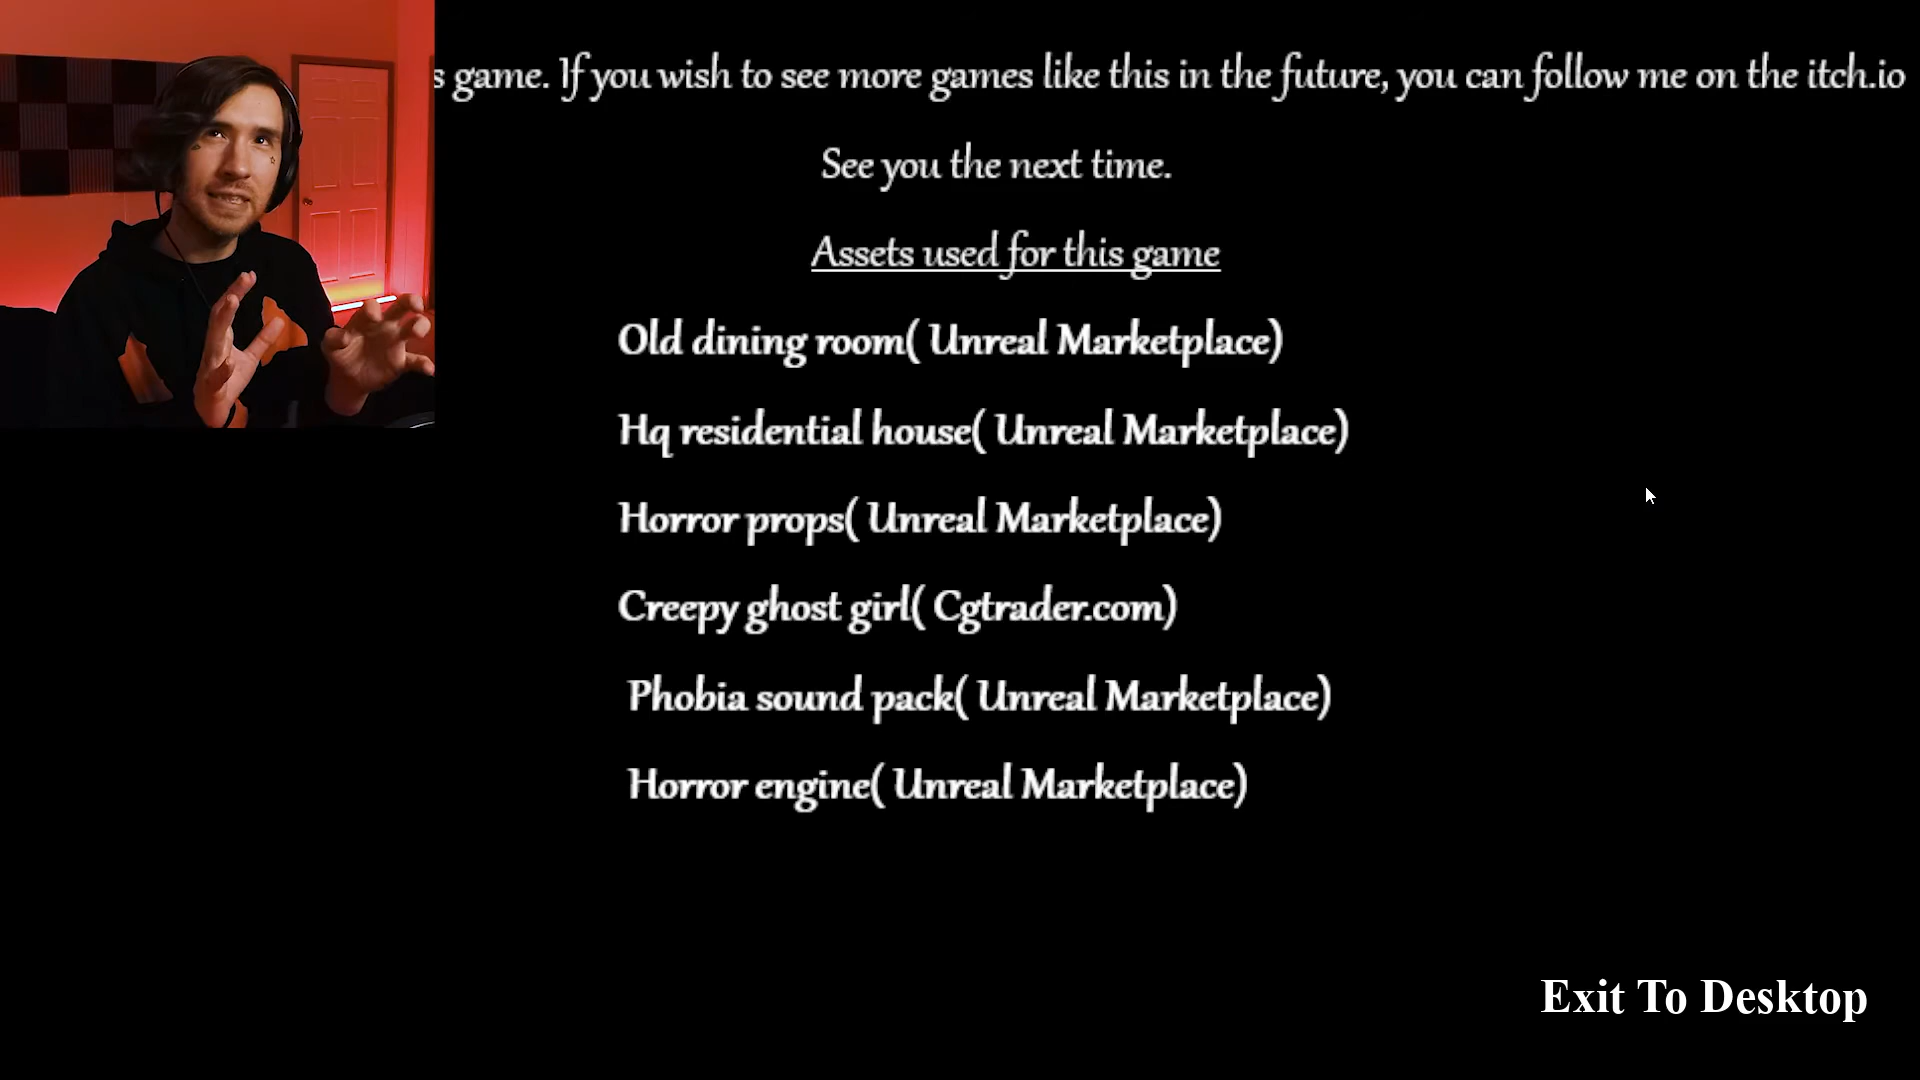 s game. If you wish to see more games like this in the future, you can follow me on the itch.io
See you the next time.
Assets used for this game
Old dining room( Unreal Marketplace)
Hq residential house( Unreal Marketplace)
Horror props( Unreal Marketplace)
Creepy ghost girl( Cgtrader.com)
Phobia sound pack( Unreal Marketplace)
Horror engine( Unreal Marketplace)
Exit To Desktop